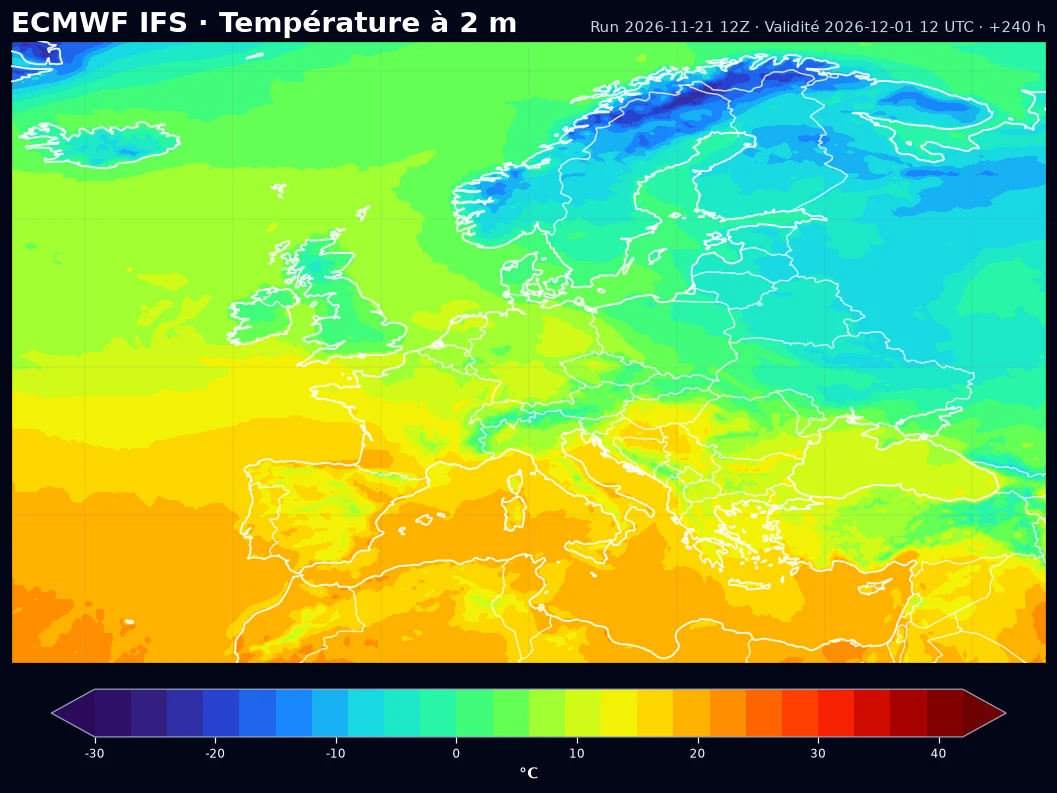 ECMWF IFS · Température à 2 m
Run 2026-11-21 12Z · Validité 2026-12-01 12 UTC · +240 h
-30 -20 -10 0 10 20 30 40
°C